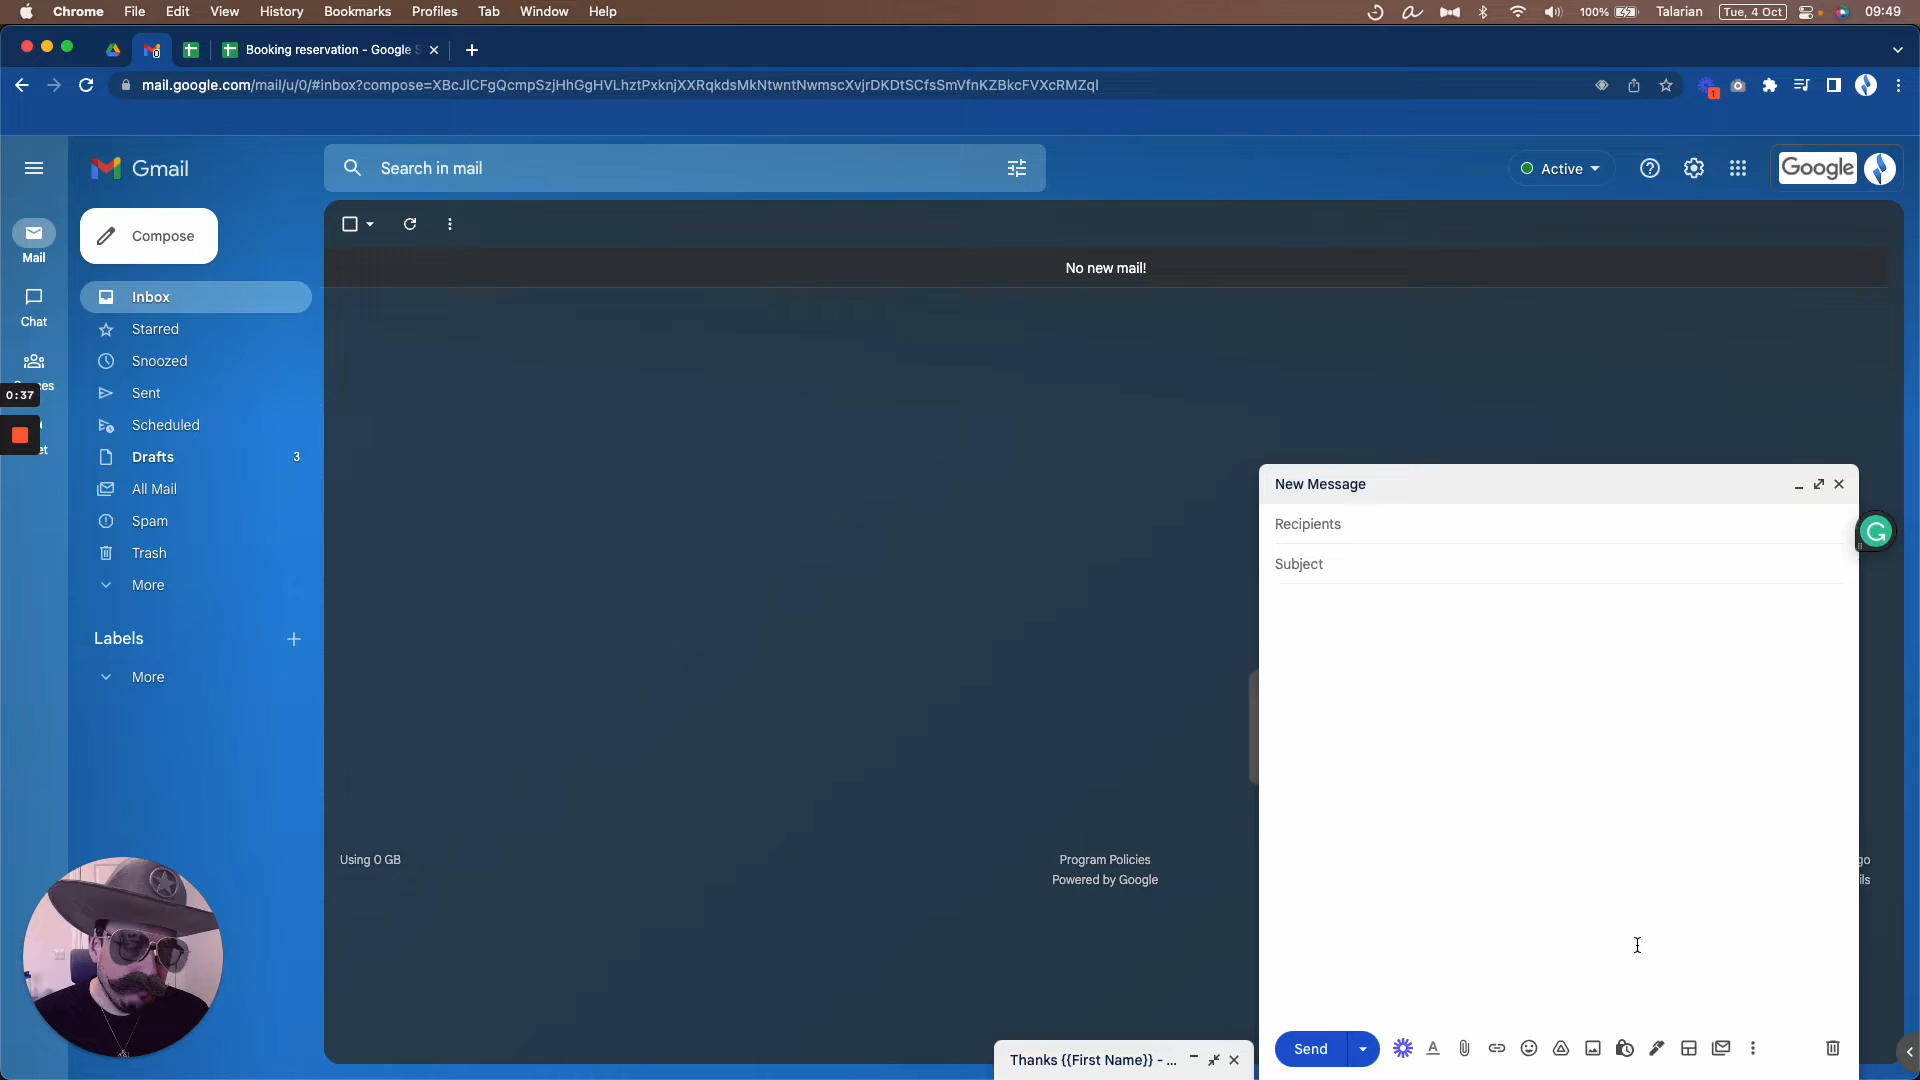 Chrome File Edit View History Bookmarks Profiles Tab Window Help 100% Talarian Tue, 4 Oct 09:49
Booking reservation - Google S
mail.google.com/mail/u/0/#inbox?compose=XBcJlCFgQcmpSzjHhGgHVLhztPxknjXXRqkdsMkNtwntNwmscXvjrDKDtSCfsSmVfnKZBkcFVXcRMZql
1
Gmail
Search in mail
Active
Google
Compose
Mail
No new mail!
Inbox
Chat
Starred
Snoozed
Sent
0:37
Scheduled
Drafts 3
All Mail
Spam
Trash
More
Labels
More
New Message
Recipients
Subject
Using 0 GB
Program Policies
Powered by Google
Thanks {{First Name}} - ...
Send